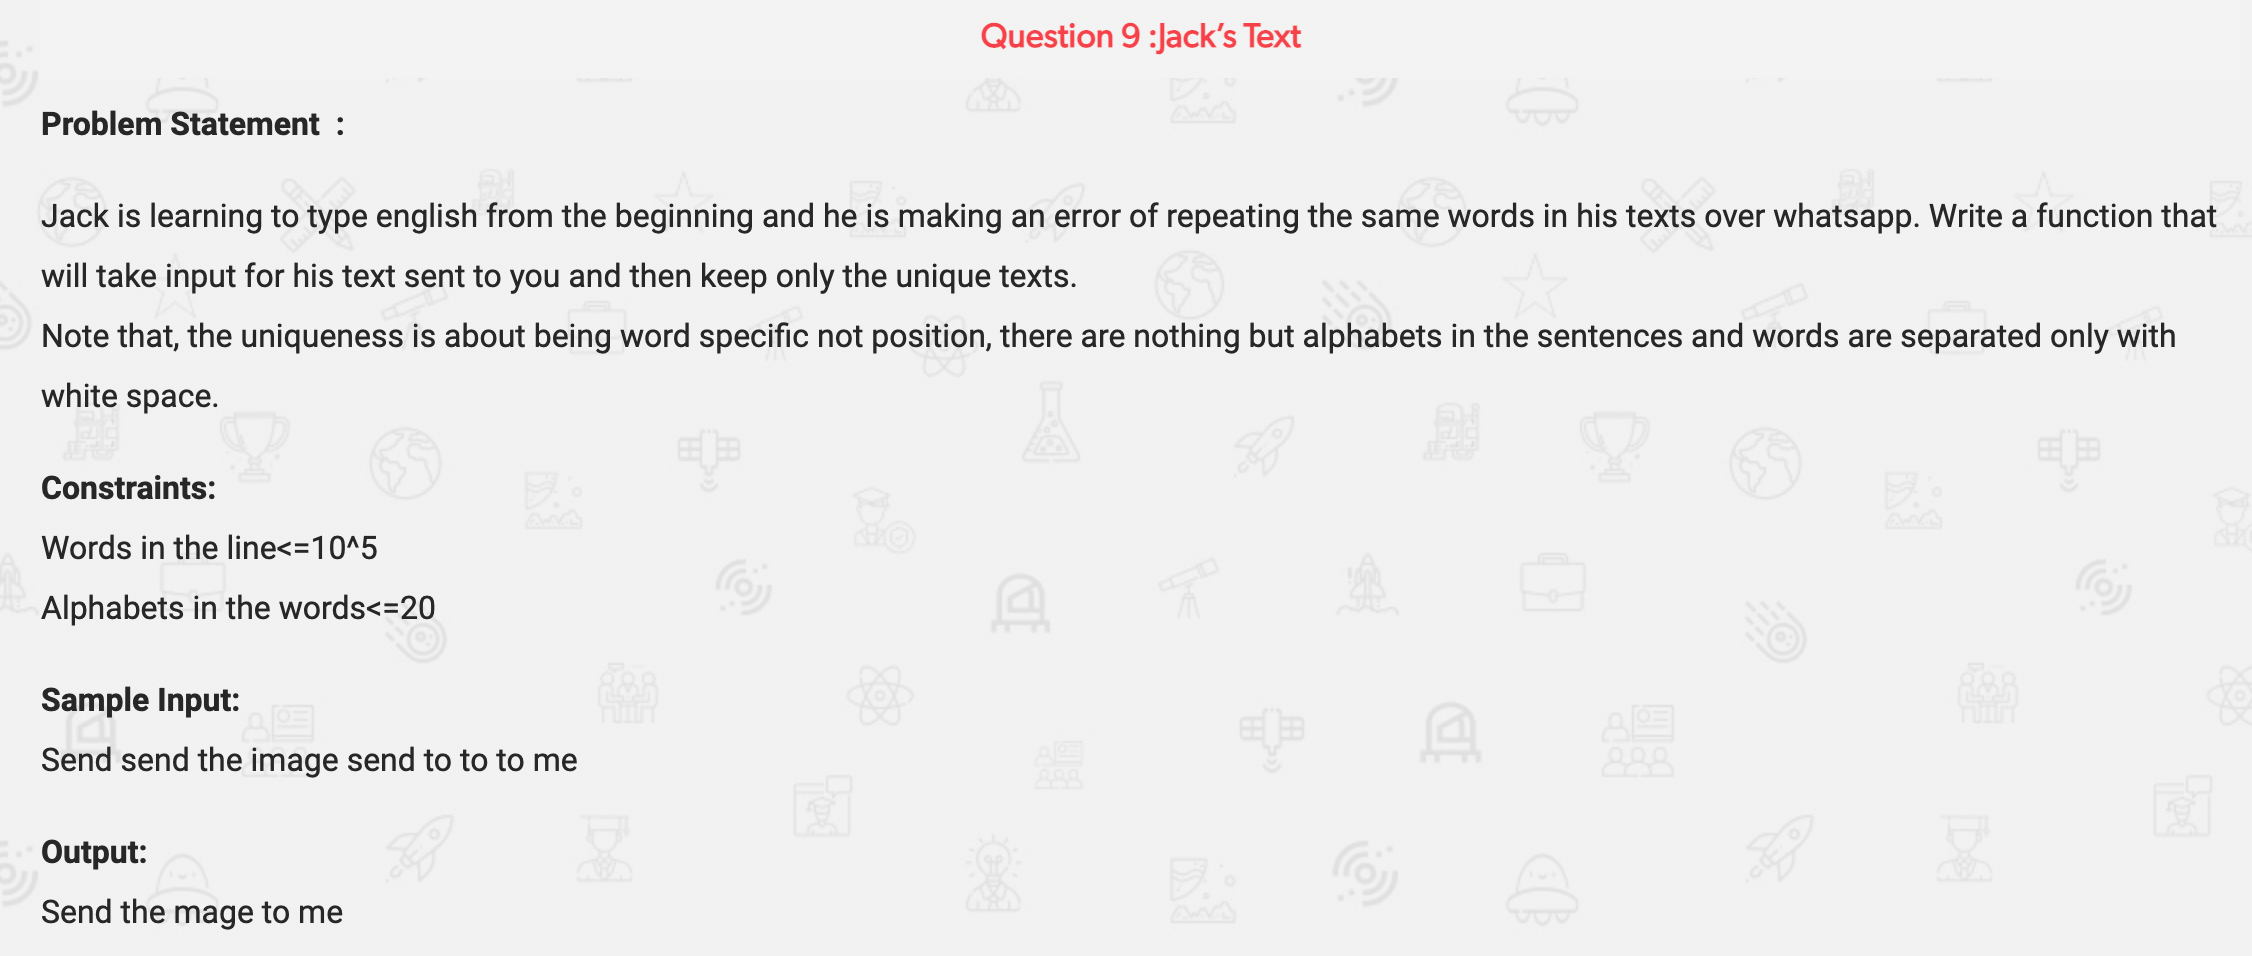 Question 9 :Jack’s Text
Problem Statement :
Jack is learning to type english from the beginning and he is making an error of repeating the same words in his texts over whatsapp. Write a function that
will take input for his text sent to you and then keep only the unique texts.
Note that, the uniqueness is about being word specific not position, there are nothing but alphabets in the sentences and words are separated only with
white space.
Constraints:
Words in the line<=10^5
Alphabets in the words<=20
Sample Input:
Send send the image send to to to me
Output:
Send the mage to me